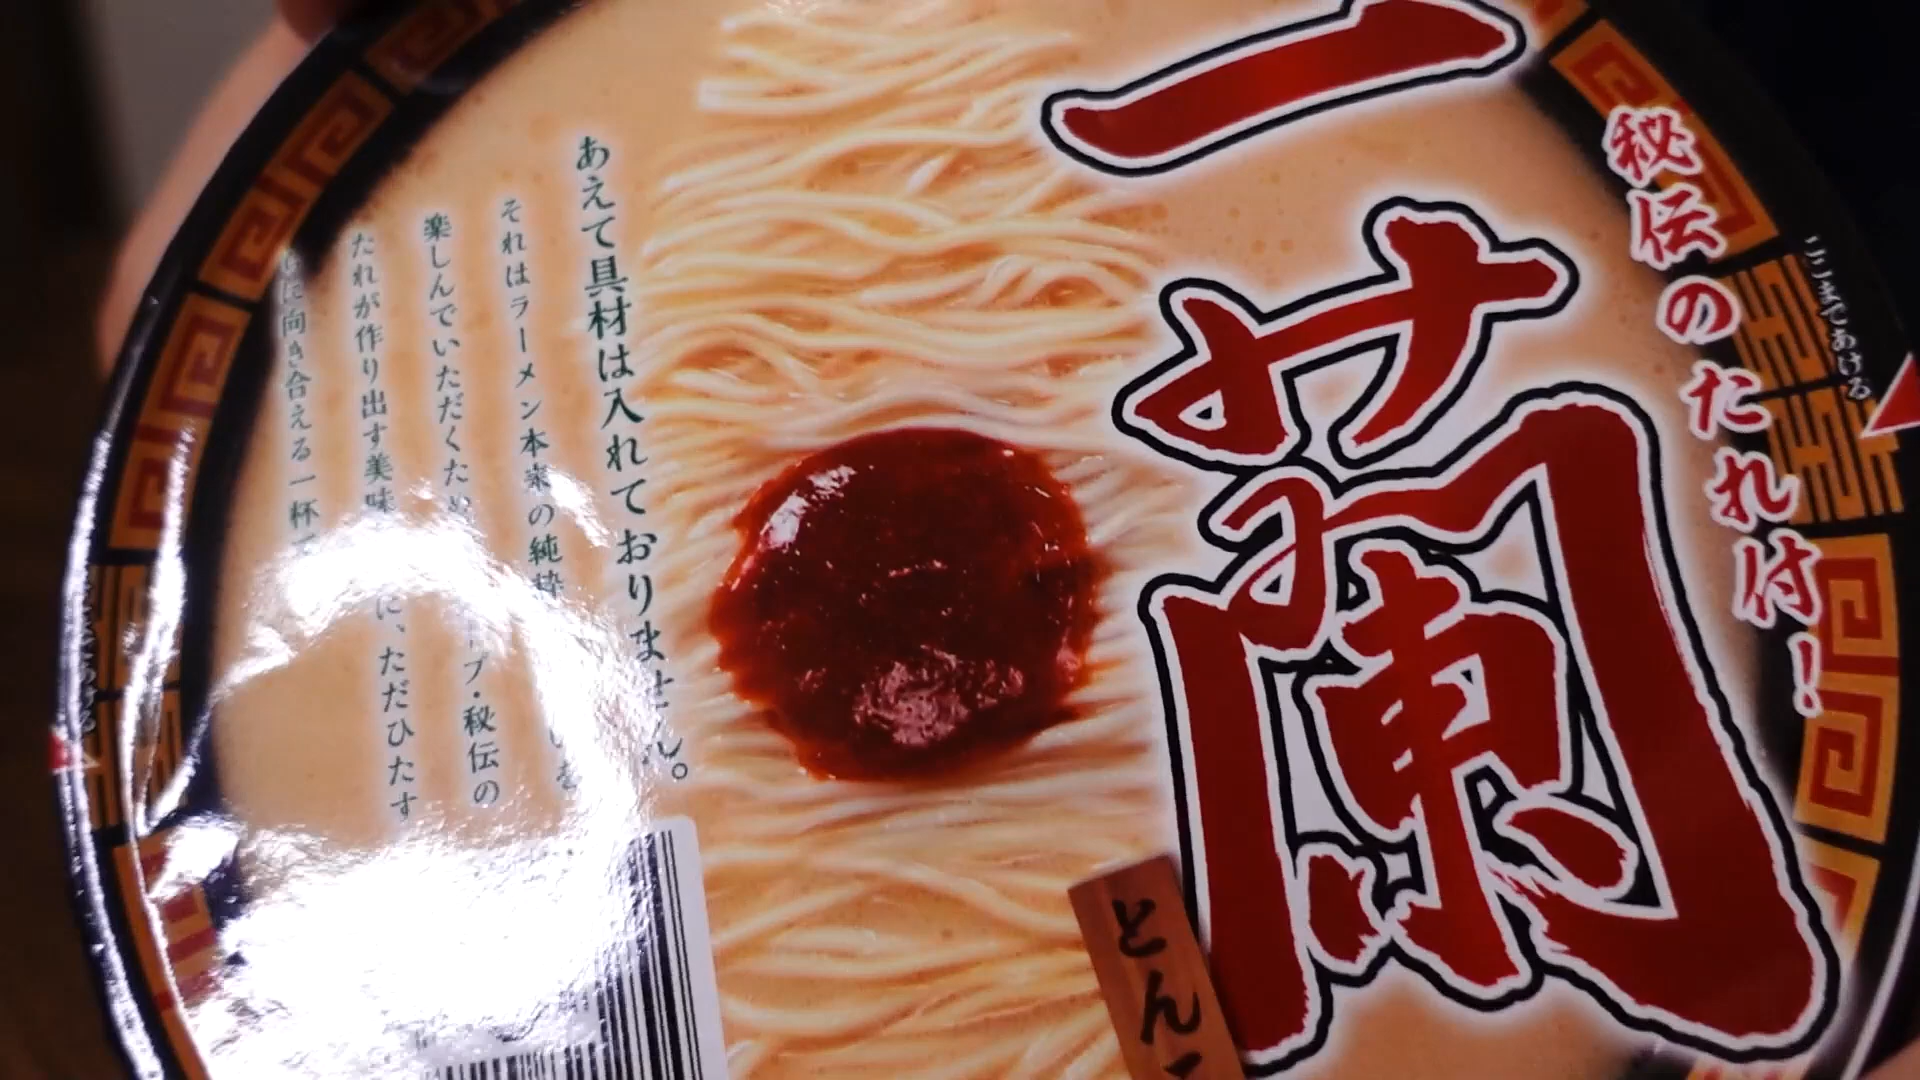 一蘭
秘伝のたれ付!
ここまであける
とんこ
あえて具材は入れておりません。
それはラーメン本来の純粋
楽しんでいただくため
プ・秘伝の
たれが作り出す美味
に、ただひたす
に向き合える一杯